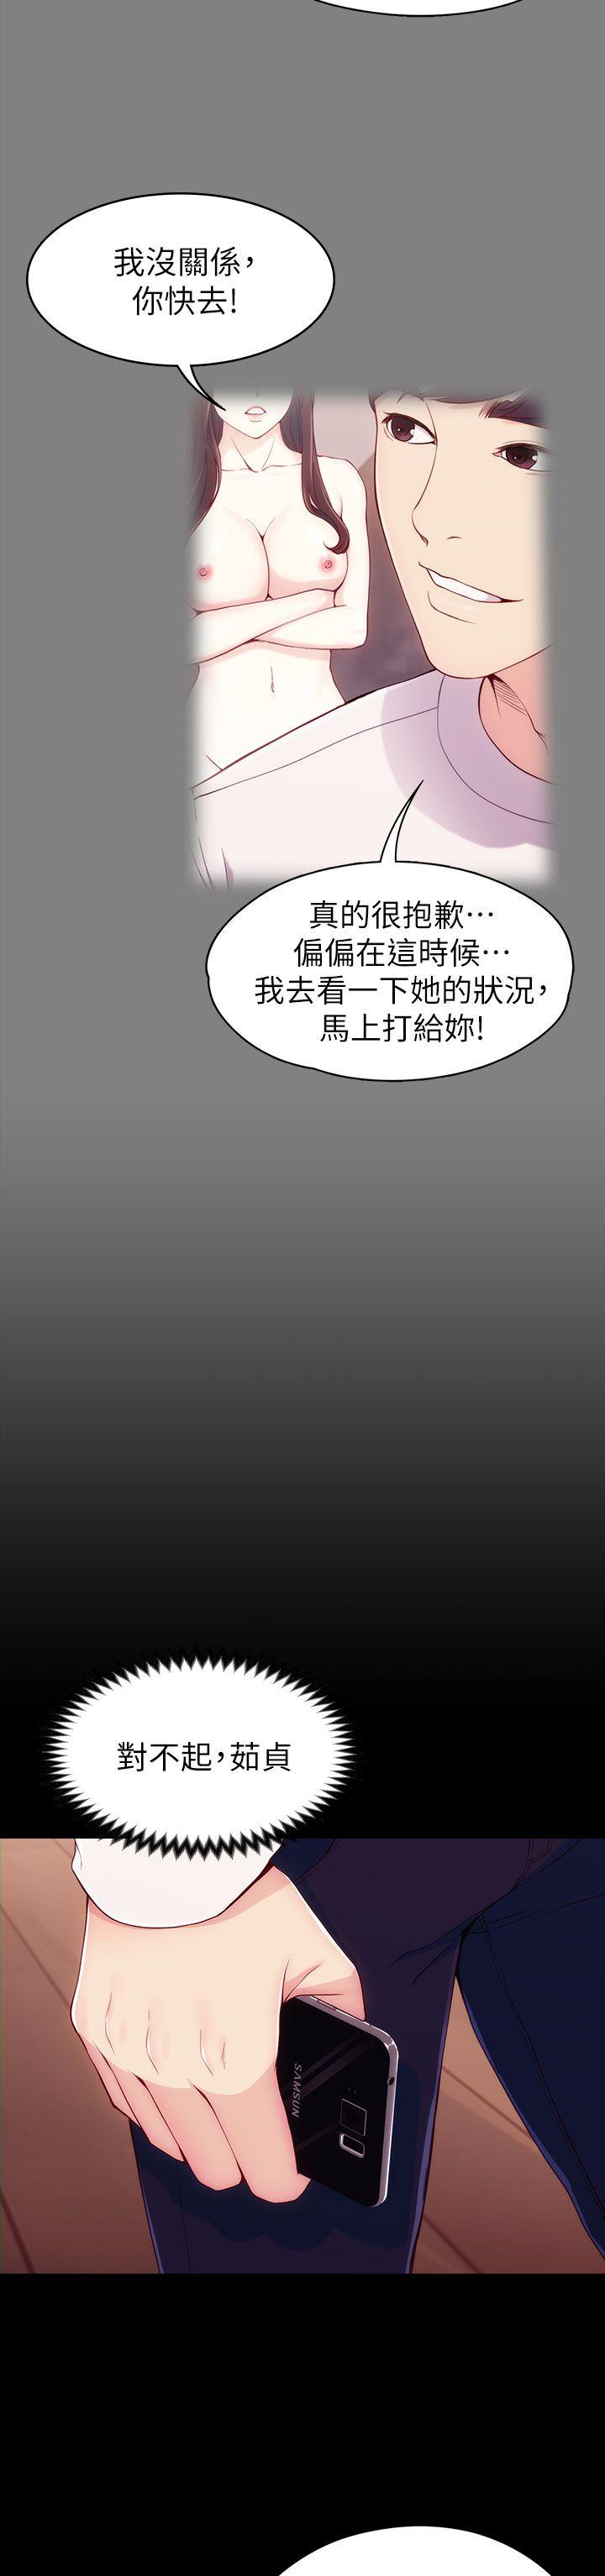 我沒關係，
你快去！
真的很抱歉…
偏偏在這時候…
我去看一下她的狀況，
馬上打給妳！
對不起，茹貞
SAMSUN